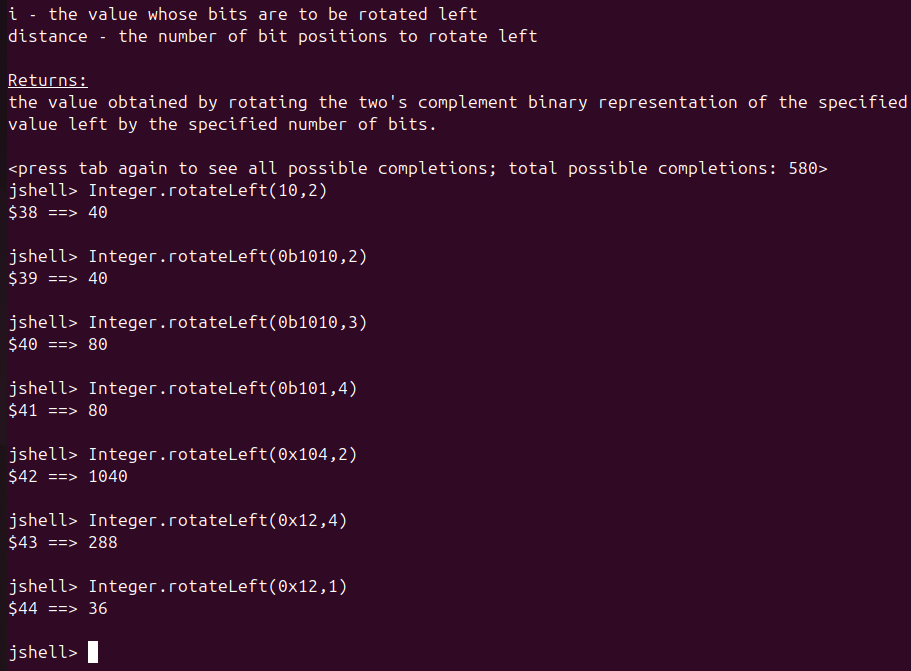 i - the value whose bits are to be rotated left
distance - the number of bit positions to rotate left
Returns:
the value obtained by rotating the two's complement binary representation of the specified
value left by the specified number of bits.
<press tab again to see all possible completions; total possible completions: 580>
jshell> Integer.rotateLeft(10,2)
$38 ==> 40
jshell> Integer.rotateLeft(0b1010,2)
$39 ==> 40
jshell> Integer.rotateLeft(0b1010,3)
$40 ==> 80
jshell> Integer.rotateLeft(0b101,4)
$41 ==> 80
jshell> Integer.rotateLeft(0x104,2)
$42 ==> 1040
jshell> Integer.rotateLeft(0x12,4)
$43 ==> 288
jshell> Integer.rotateLeft(0x12,1)
$44 ==> 36
jshell>